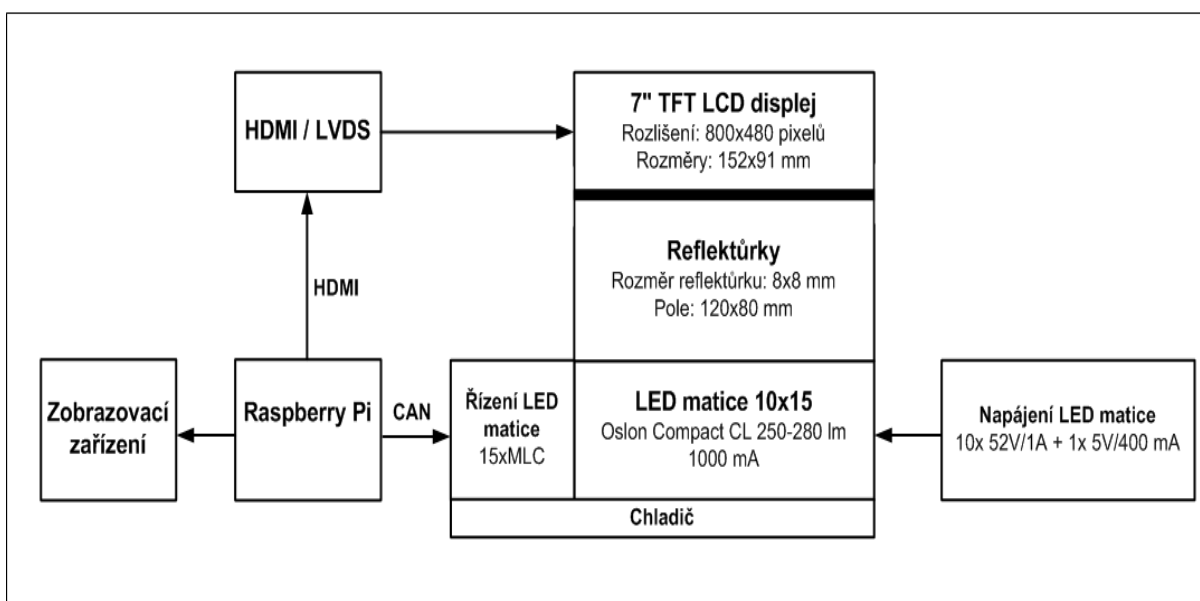 HDMI / LVDS
7" TFT LCD displej
Rozlišení: 800x480 pixelů
Rozměry: 152x91 mm
Reflektůrky
Rozměr reflektůrku: 8x8 mm
Pole: 120x80 mm
HDMI
Zobrazovací
zařízení
Raspberry Pi
CAN
Řízení LED
matice
15xMLC
LED matice 10x15
Oslon Compact CL 250-280 lm
1000 mA
Napájení LED matice
10x 52V/1A + 1x 5V/400 mA
Chladič